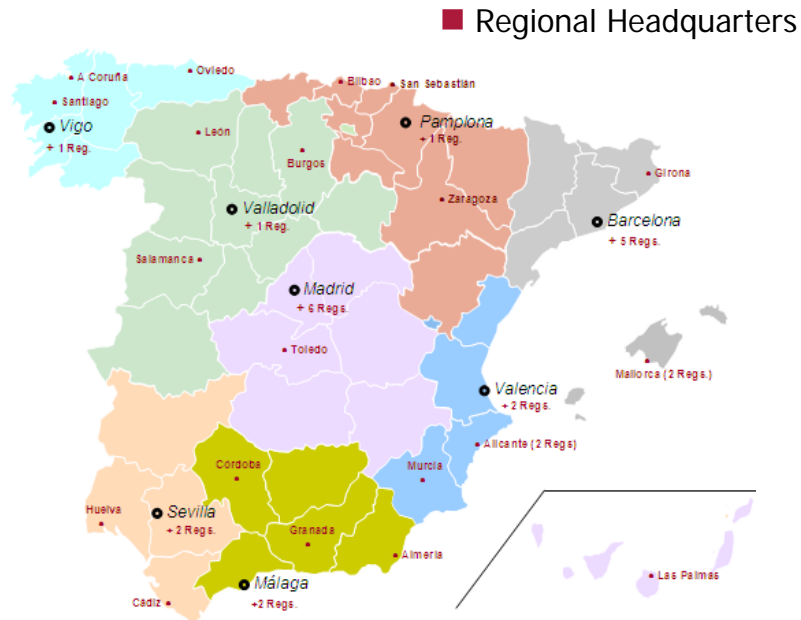 Regional Headquarters
Oviedo
A Coruña
Bilbao
San Sebastián
Santiago
Vigo
+ 1 Reg.
León
Pamplona
+ 1 Reg.
Burgos
Girona
Zaragoza
Valladolid
+ 1 Reg.
Barcelona
+ 5 Regs.
Salamanca
Madrid
+ 6 Regs.
Toledo
Mallorca (2 Regs.)
Valencia
+ 2 Regs.
Alicante (2 Regs)
Córdoba
Murcia
Huelva
Sevilla
+ 2 Regs.
Granada
Almería
Las Palmas
Málaga
+2 Regs.
Cádiz